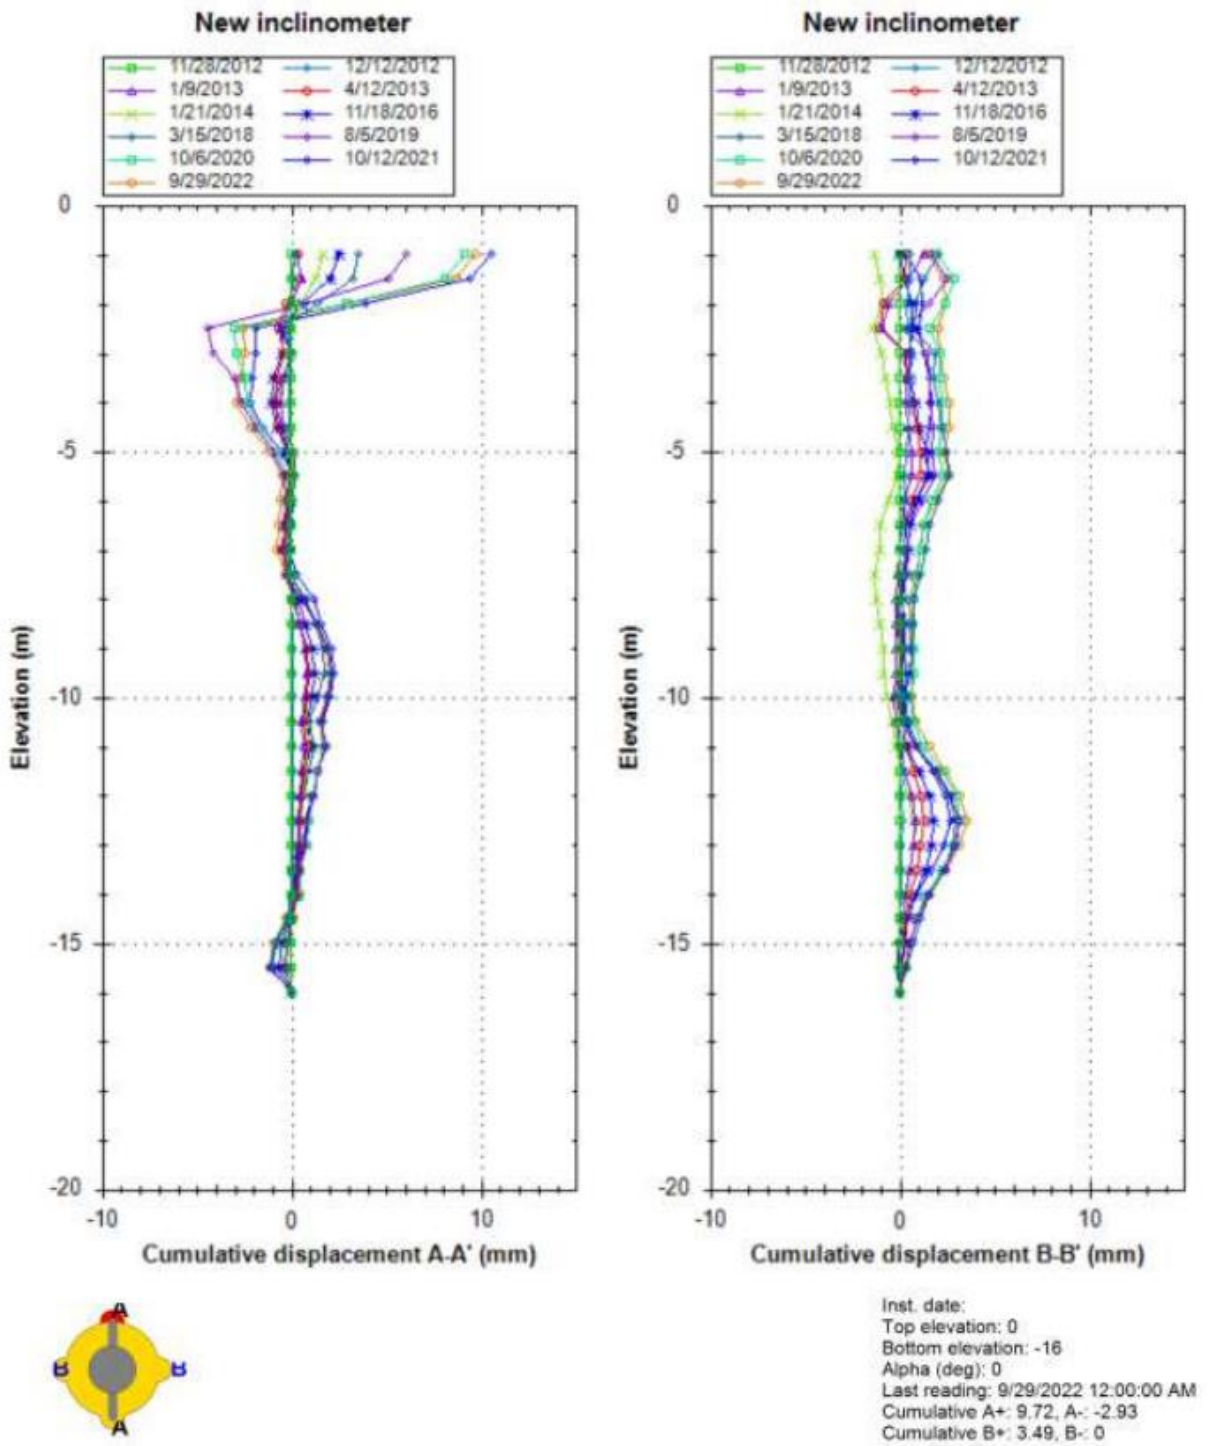 New inclinometer
11/28/2012 12/12/2012
1/9/2013 4/12/2013
1/21/2014 11/18/2016
3/15/2018 8/5/2019
10/6/2020 10/12/2021
9/29/2022
0
-5
-10
-15
-20
Elevation (m)
-10 0 10
Cumulative displacement A-A' (mm)
New inclinometer
11/28/2012 12/12/2012
1/9/2013 4/12/2013
1/21/2014 11/18/2016
3/15/2018 8/5/2019
10/6/2020 10/12/2021
9/29/2022
0
-5
-10
-15
-20
Elevation (m)
-10 0 10
Cumulative displacement B-B' (mm)
A
B B
A
Inst. date:
Top elevation: 0
Bottom elevation: -16
Alpha (deg): 0
Last reading: 9/29/2022 12:00:00 AM
Cumulative A+: 9.72, A-: -2.93
Cumulative B+: 3.49, B-: 0